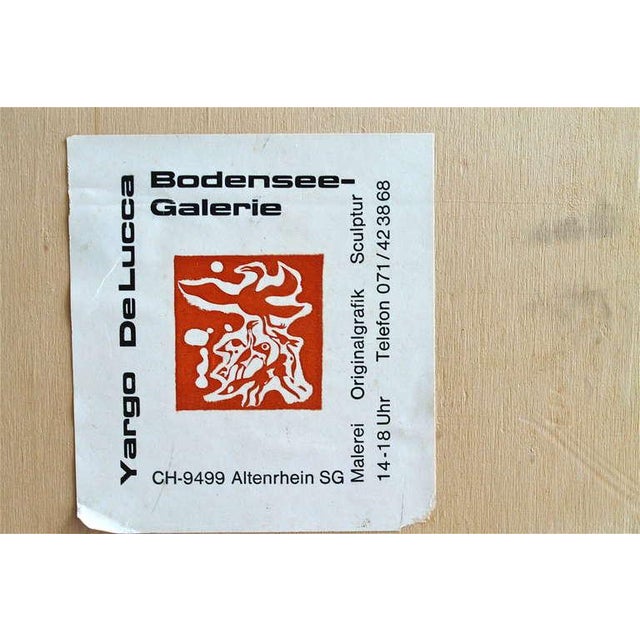 Yargo De Lucca
Bodensee-
Galerie
CH-9499 Altenrhein SG
Malerei Originalgrafik Sculptur
14-18 Uhr Telefon 071/42 38 68